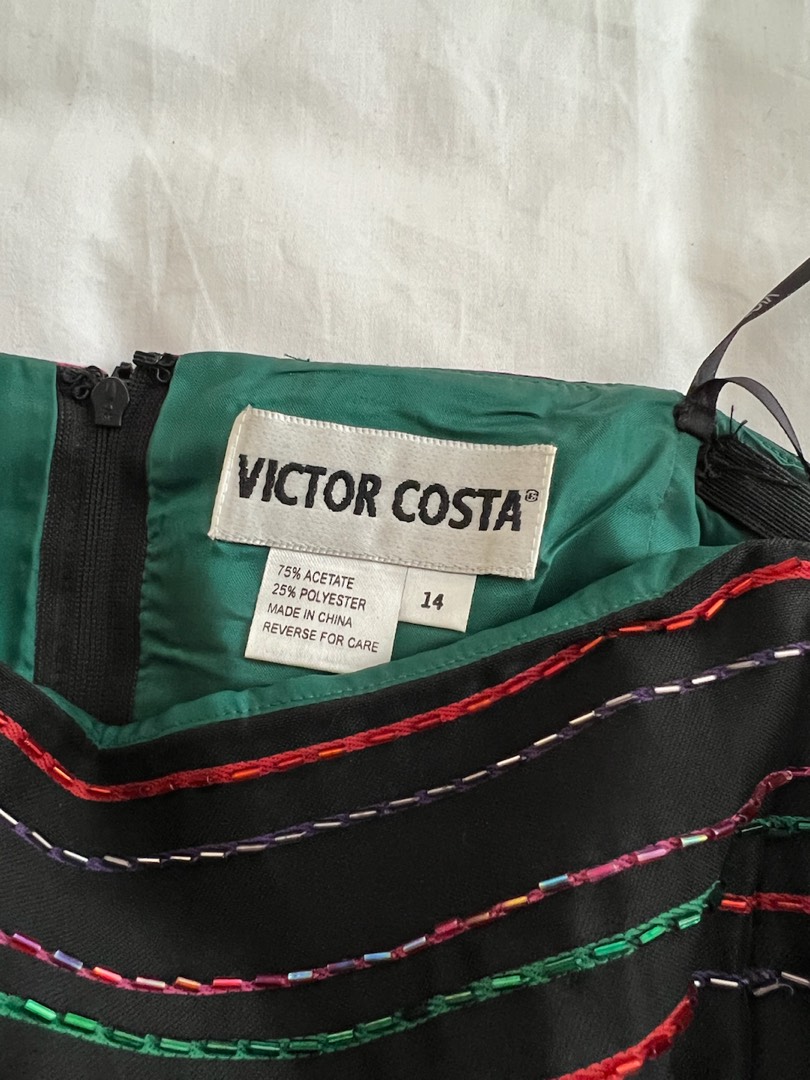 VICTOR COSTA®
75% ACETATE
25% POLYESTER
MADE IN CHINA
REVERSE FOR CARE
14